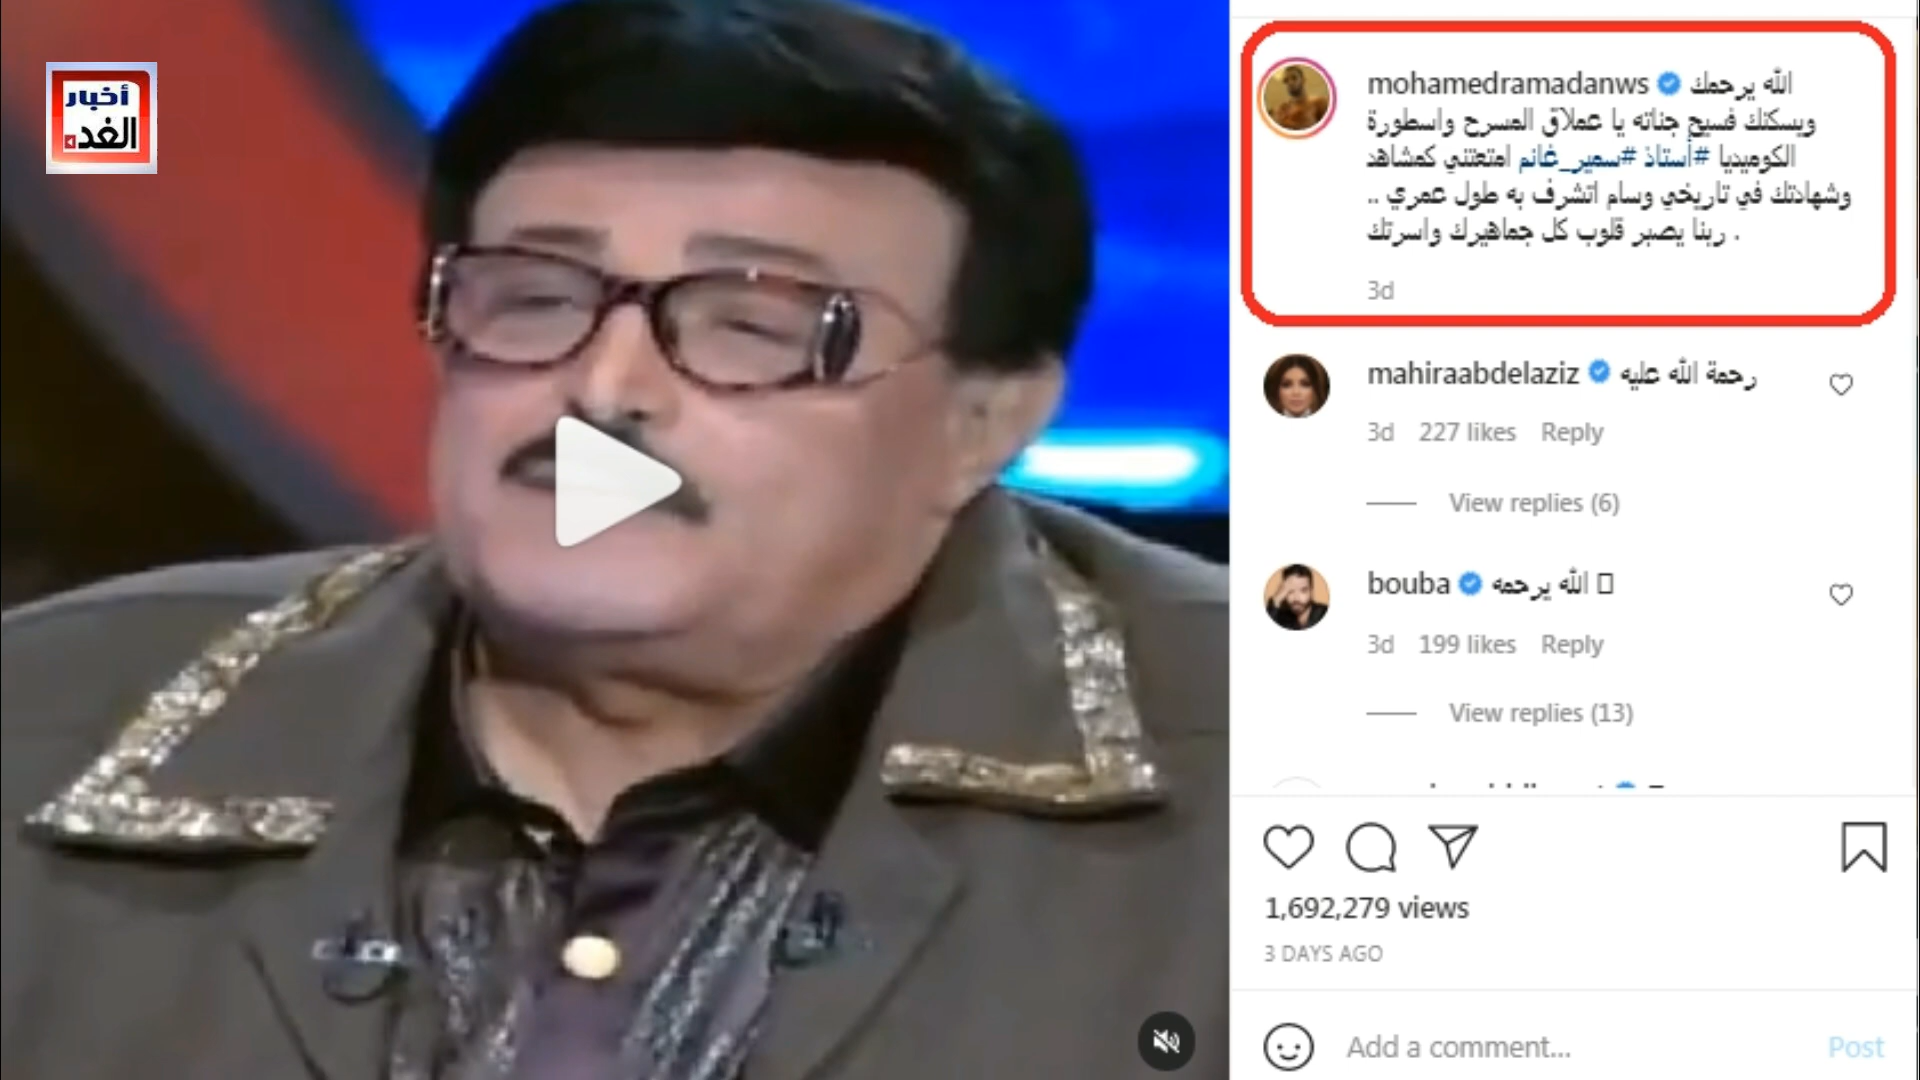 أخبار
الغد
mohamedramadanws الله يرحمك
ويسكنك فسيح جناته يا عملاق المسرح واسطورة
الكوميديا #أستاذ #سمير_غانم امتعتني كمشاهد
وشهادتك في تاريخي وسام اتشرف به طول عمري ..
ربنا يصبر قلوب كل جماهيرك واسرتك .
3d
mahiraabdelaziz رحمة الله عليه
3d 227 likes Reply
View replies (6)
bouba الله يرحمه
3d 199 likes Reply
View replies (13)
1,692,279 views
3 DAYS AGO
Add a comment... Post